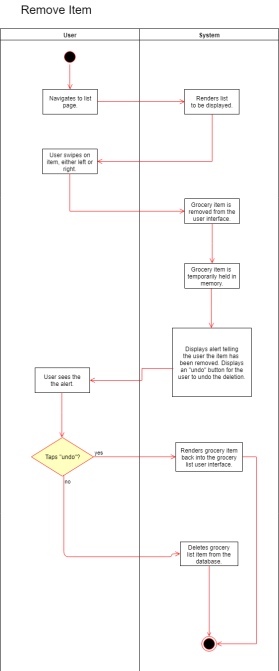 Remove Item
User
System
Navigates to list
page.
Renders list
to be displayed.
User swipes on
item, either left or
right.
Grocery item is
removed from the
user interface.
Grocery item is
temporarily held in
memory.
Displays alert telling
the user the item has
been removed. Displays
an "undo" button for the
user to undo the deletion.
User sees the
the alert.
Taps "undo"?
yes
Renders grocery item
back into the grocery
list user interface.
no
Deletes grocery
list item from the
database.